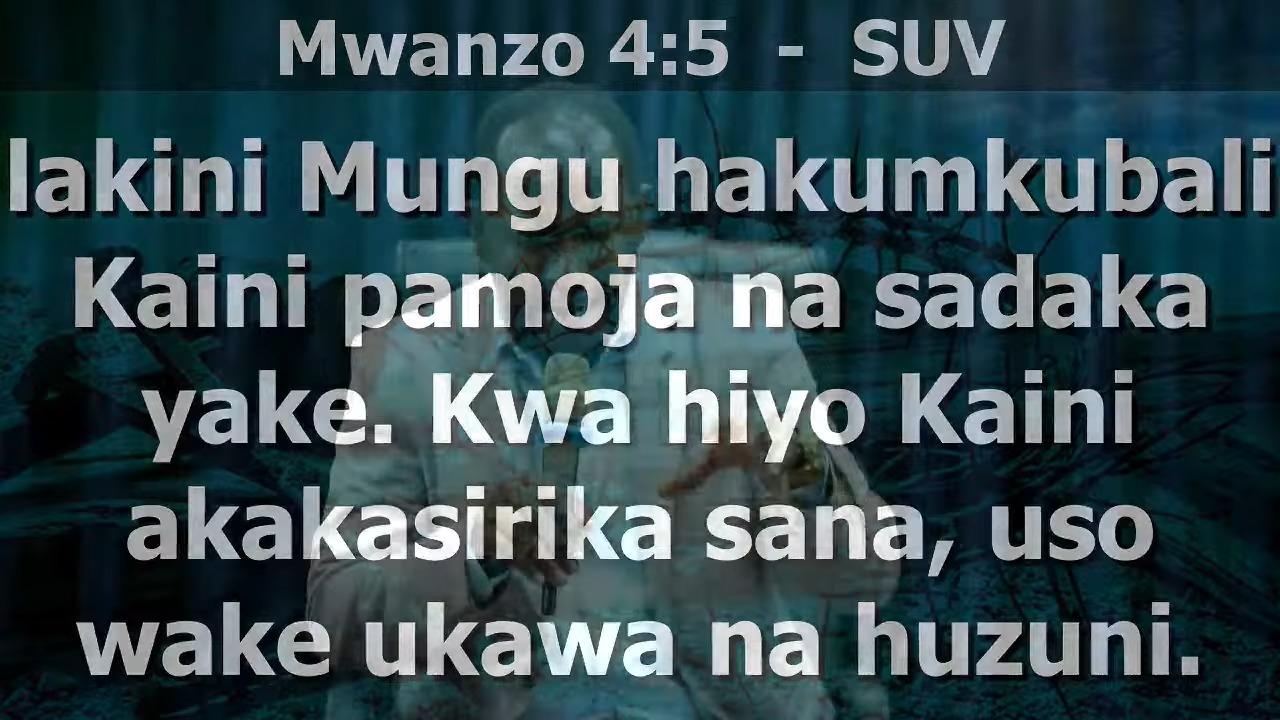 Mwanzo 4:5 - SUV
lakini Mungu hakumkubali
Kaini pamoja na sadaka
yake. Kwa hiyo Kaini
akakasirika sana, uso
wake ukawa na huzuni.